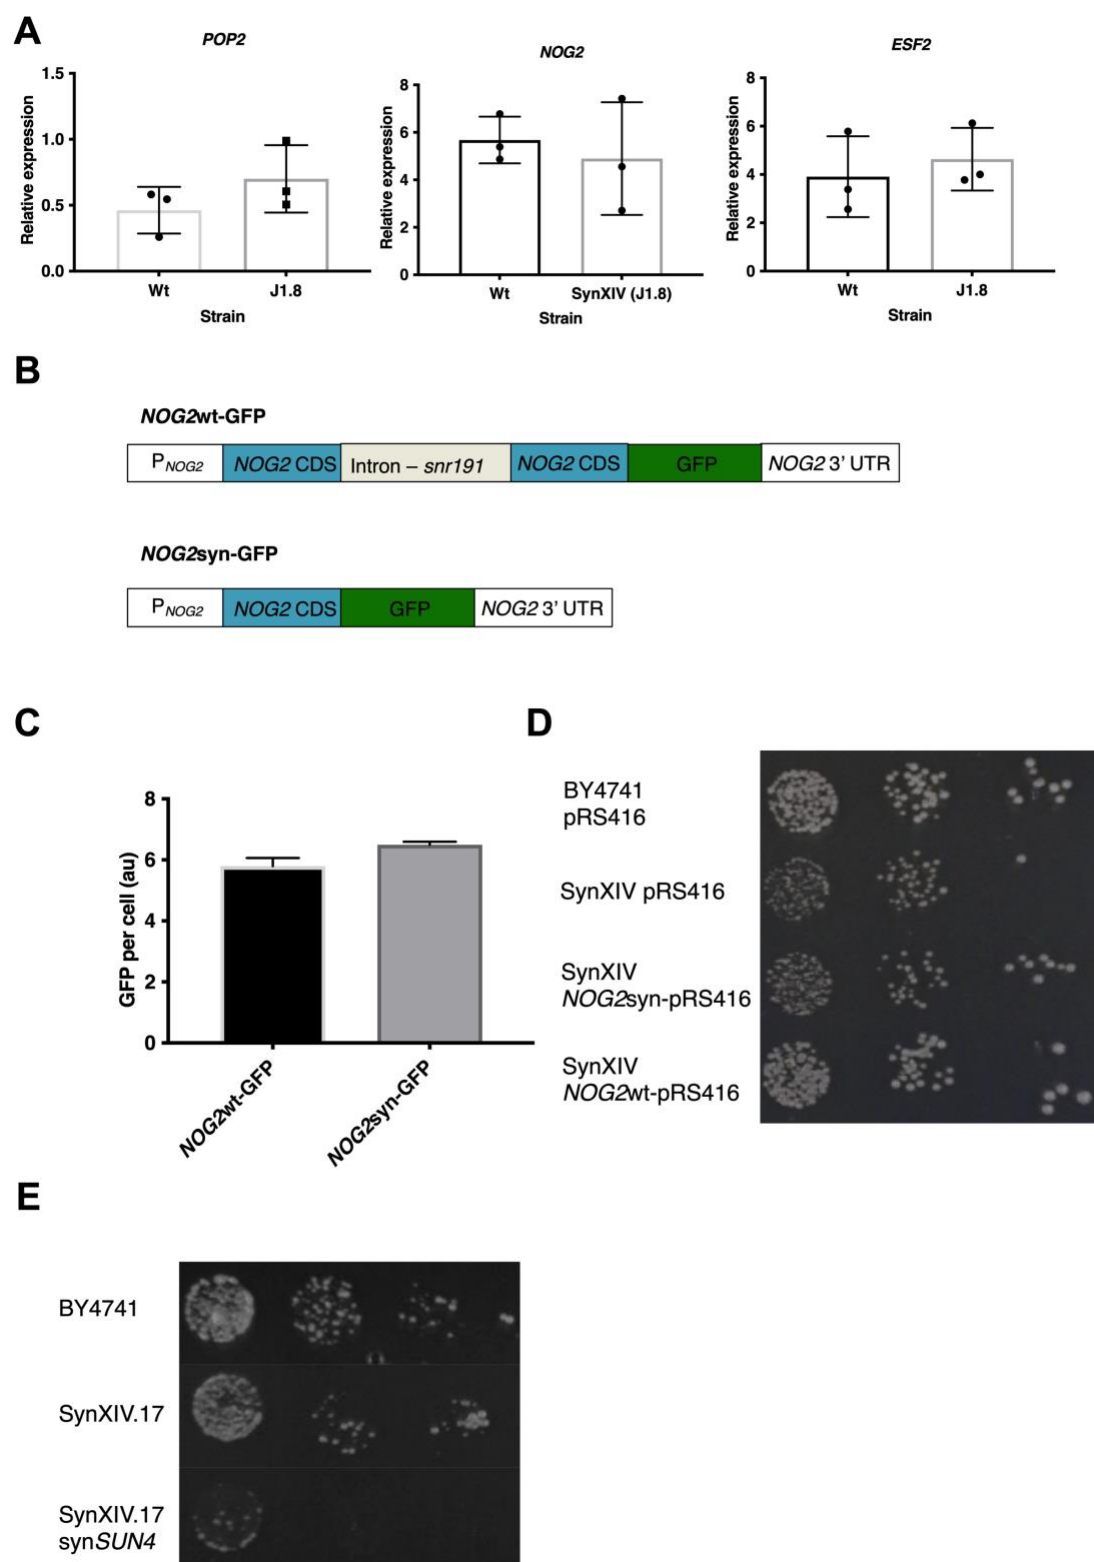 A
POP2
Relative expression
1.5
1.0
0.5
0.0
Wt
J1.8
Strain
NOG2
Relative expression
8
6
4
2
0
Wt
SynXIV (J1.8)
Strain
ESF2
Relative expression
8
6
4
2
0
Wt
J1.8
Strain
B
NOG2wt-GFP
PNOG2 NOG2 CDS Intron – snr191 NOG2 CDS GFP NOG2 3’ UTR
NOG2syn-GFP
PNOG2 NOG2 CDS GFP NOG2 3’ UTR
C
GFP per cell (au)
8
6
4
2
0
NOG2wt-GFP
NOG2syn-GFP
D
BY4741
pRS416
SynXIV pRS416
SynXIV
NOG2syn-pRS416
SynXIV
NOG2wt-pRS416
E
BY4741
SynXIV.17
SynXIV.17
synSUN4